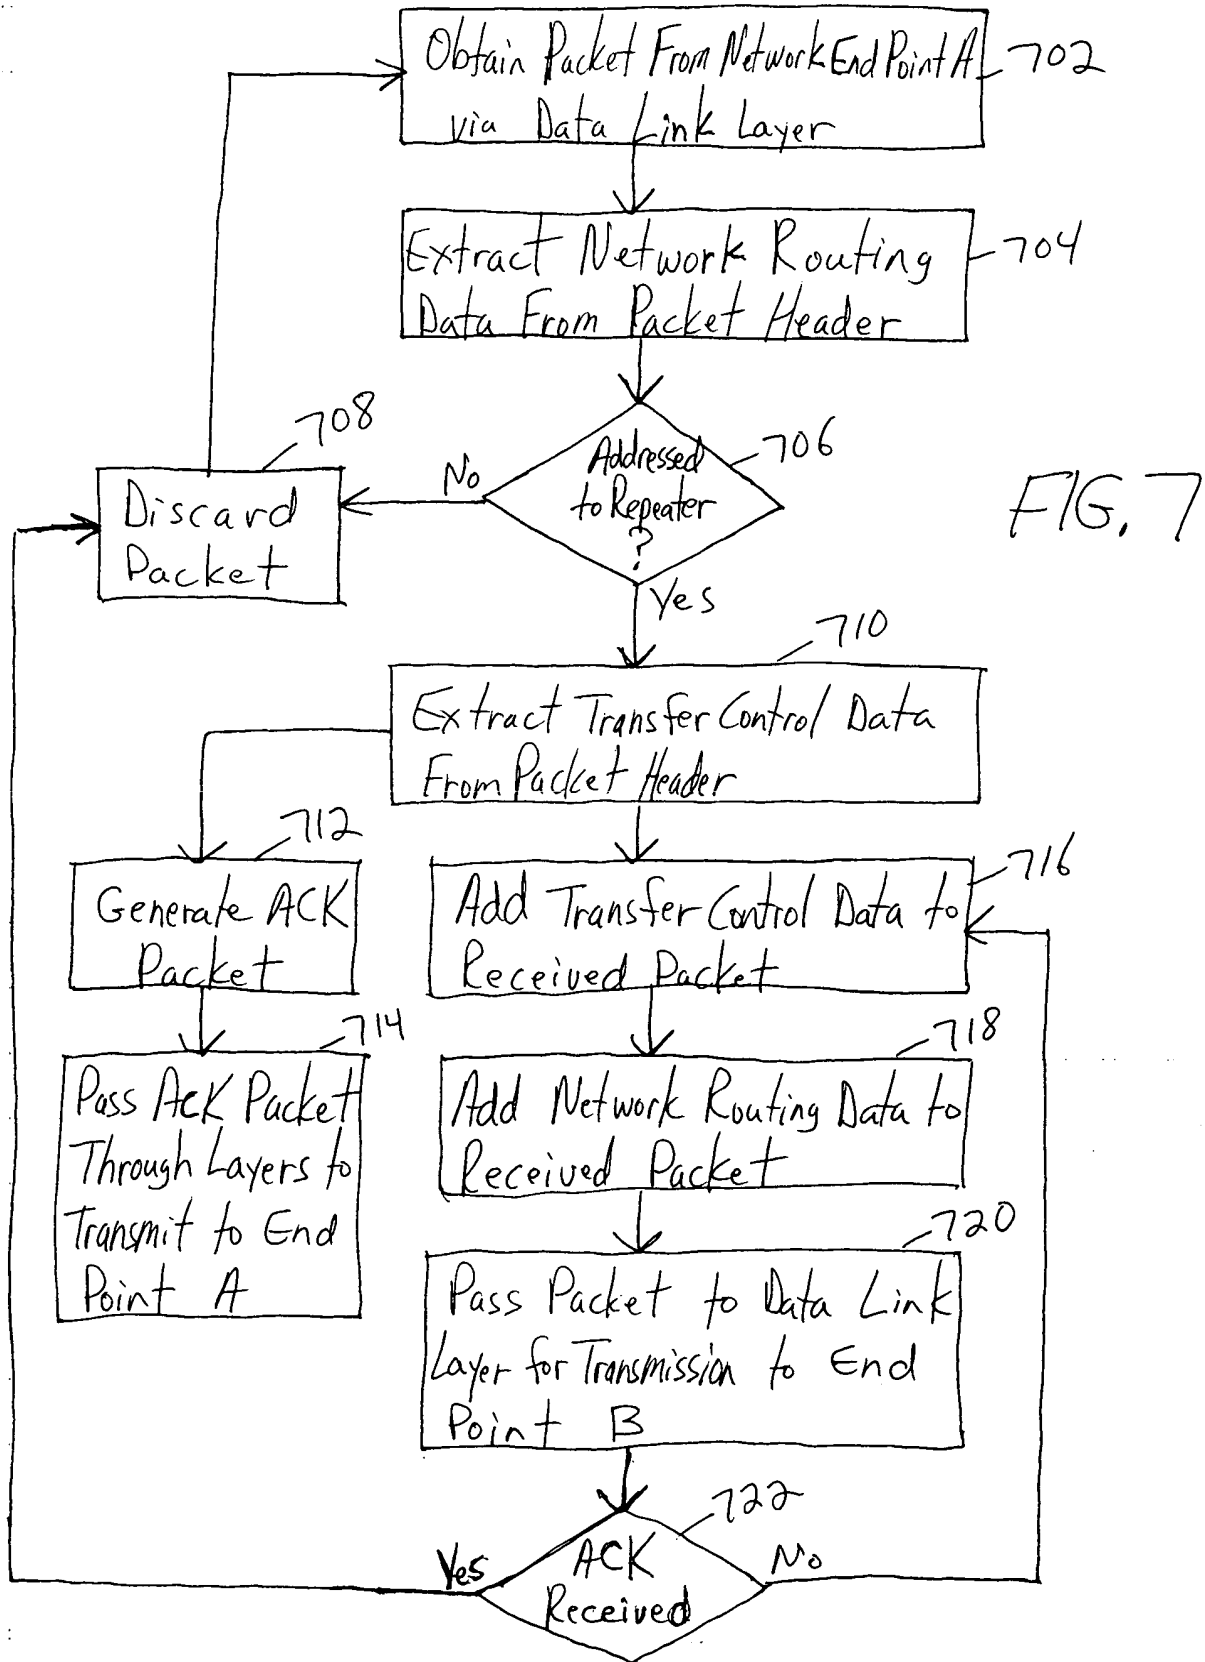 Obtain Packet From Network End Point A
via Data Link Layer
702
Extract Network Routing
Data From Packet Header
704
708
Addressed
to Repeater
?
706
No
Discard
Packet
FIG. 7
Yes
710
Extract Transfer Control Data
From Packet Header
712
Generate ACK
Packet
716
Add Transfer Control Data to
Received Packet
714
Pass ACK Packet
Through Layers to
Transmit to End
Point A
718
Add Network Routing Data to
Received Packet
720
Pass Packet to Data Link
Layer for Transmission to End
Point B
722
Yes
ACK
Received
No